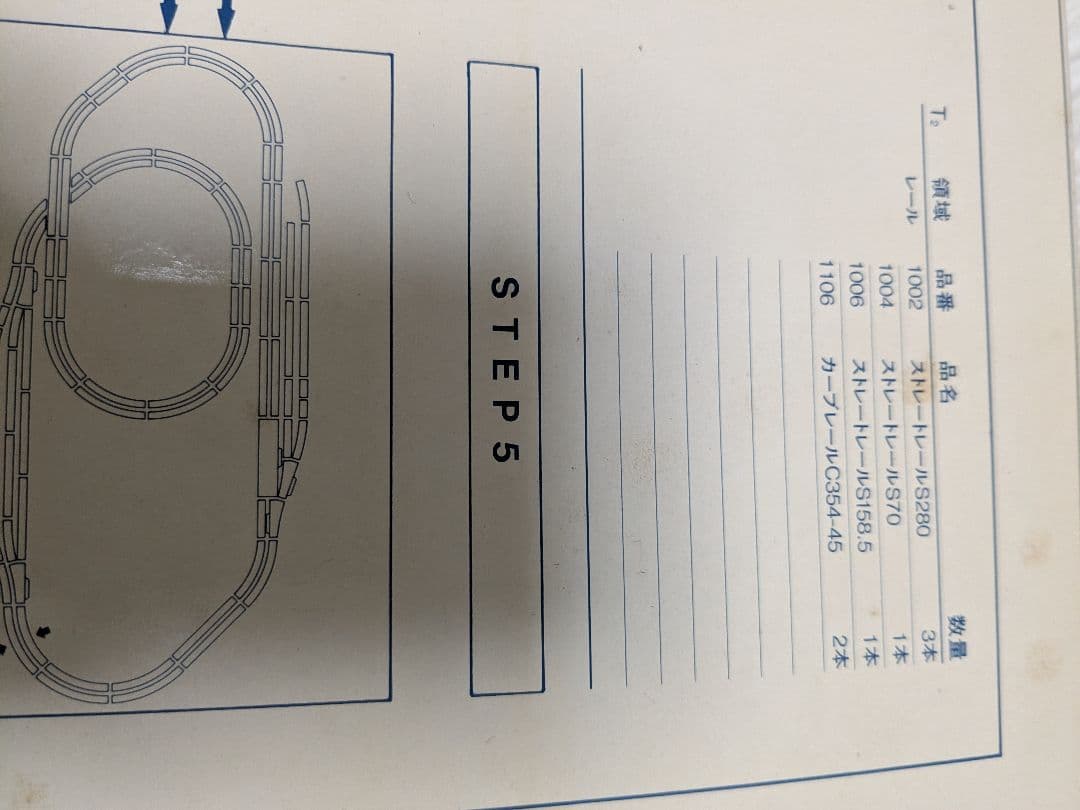 T₂ 領域 品番 品名 数量
レール 1002 ストレートレールS280 3本
1004 ストレートレールS70 1本
1006 ストレートレールS158.5 1本
1106 カーブレールC354-45 2本
STEP5